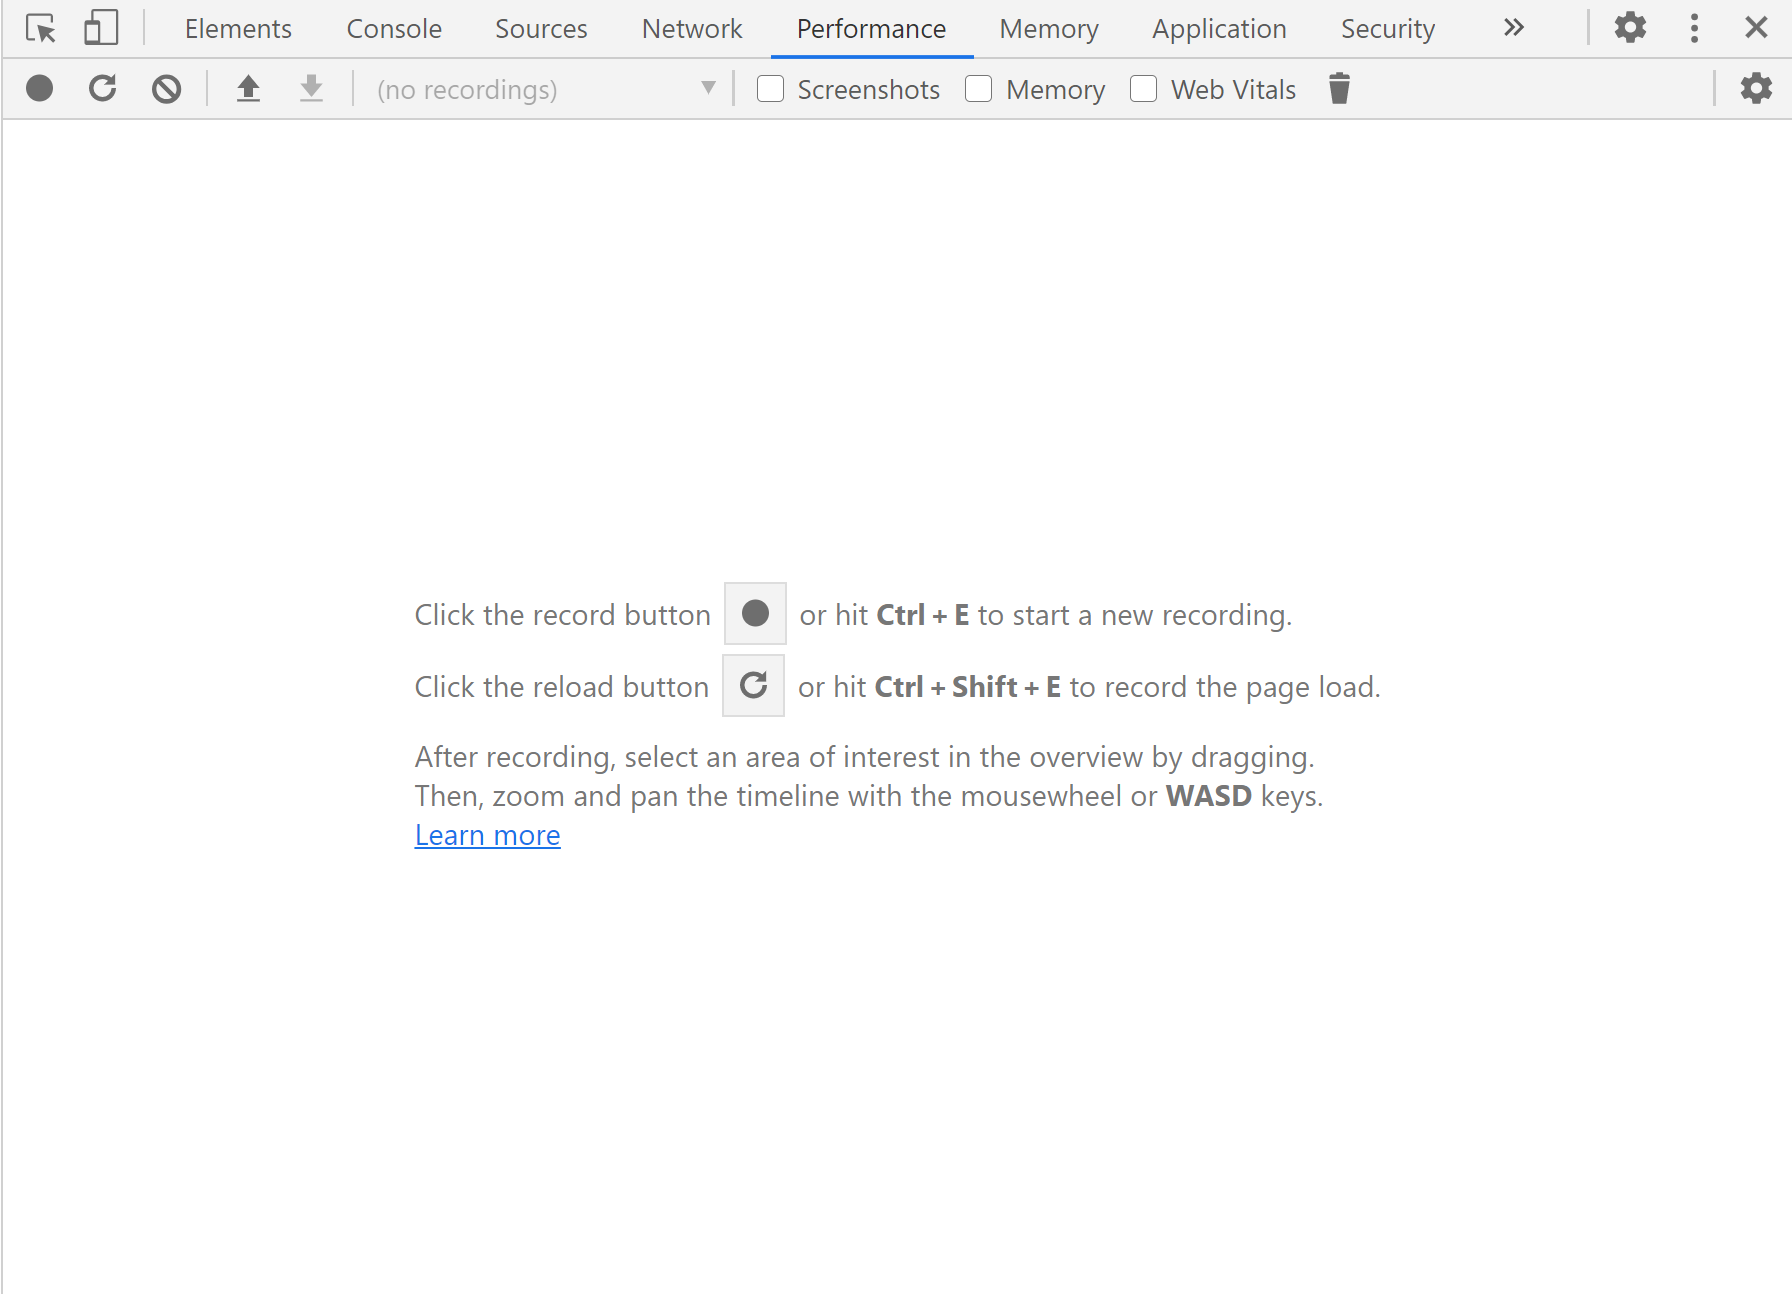 Elements Console Sources Network Performance Memory Application Security »
(no recordings) Screenshots Memory Web Vitals
Click the record button or hit Ctrl + E to start a new recording.
Click the reload button or hit Ctrl + Shift + E to record the page load.
After recording, select an area of interest in the overview by dragging.
Then, zoom and pan the timeline with the mousewheel or WASD keys.
Learn more